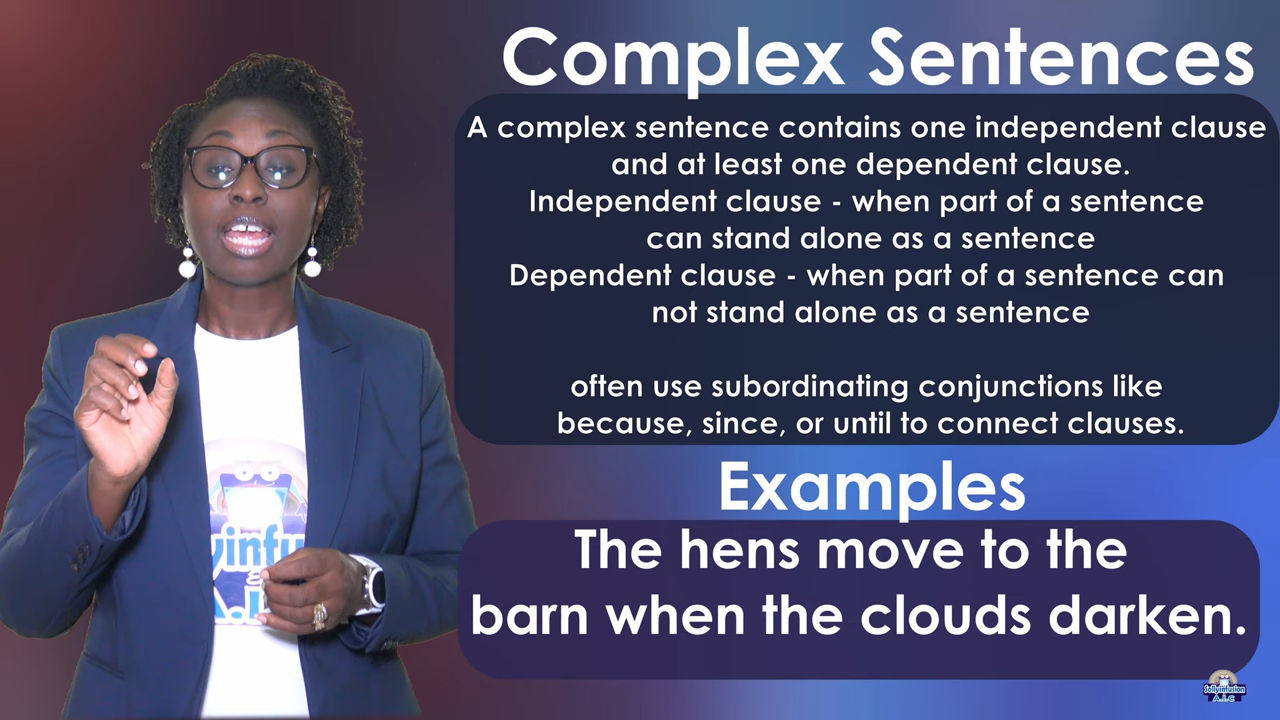 Complex Sentences
A complex sentence contains one independent clause
and at least one dependent clause.
Independent clause - when part of a sentence
can stand alone as a sentence
Dependent clause - when part of a sentence can
not stand alone as a sentence
often use subordinating conjunctions like
because, since, or until to connect clauses.
Examples
The hens move to the
barn when the clouds darken.
yinfu
&
A.I.
Sollyinfusion
A.I.C